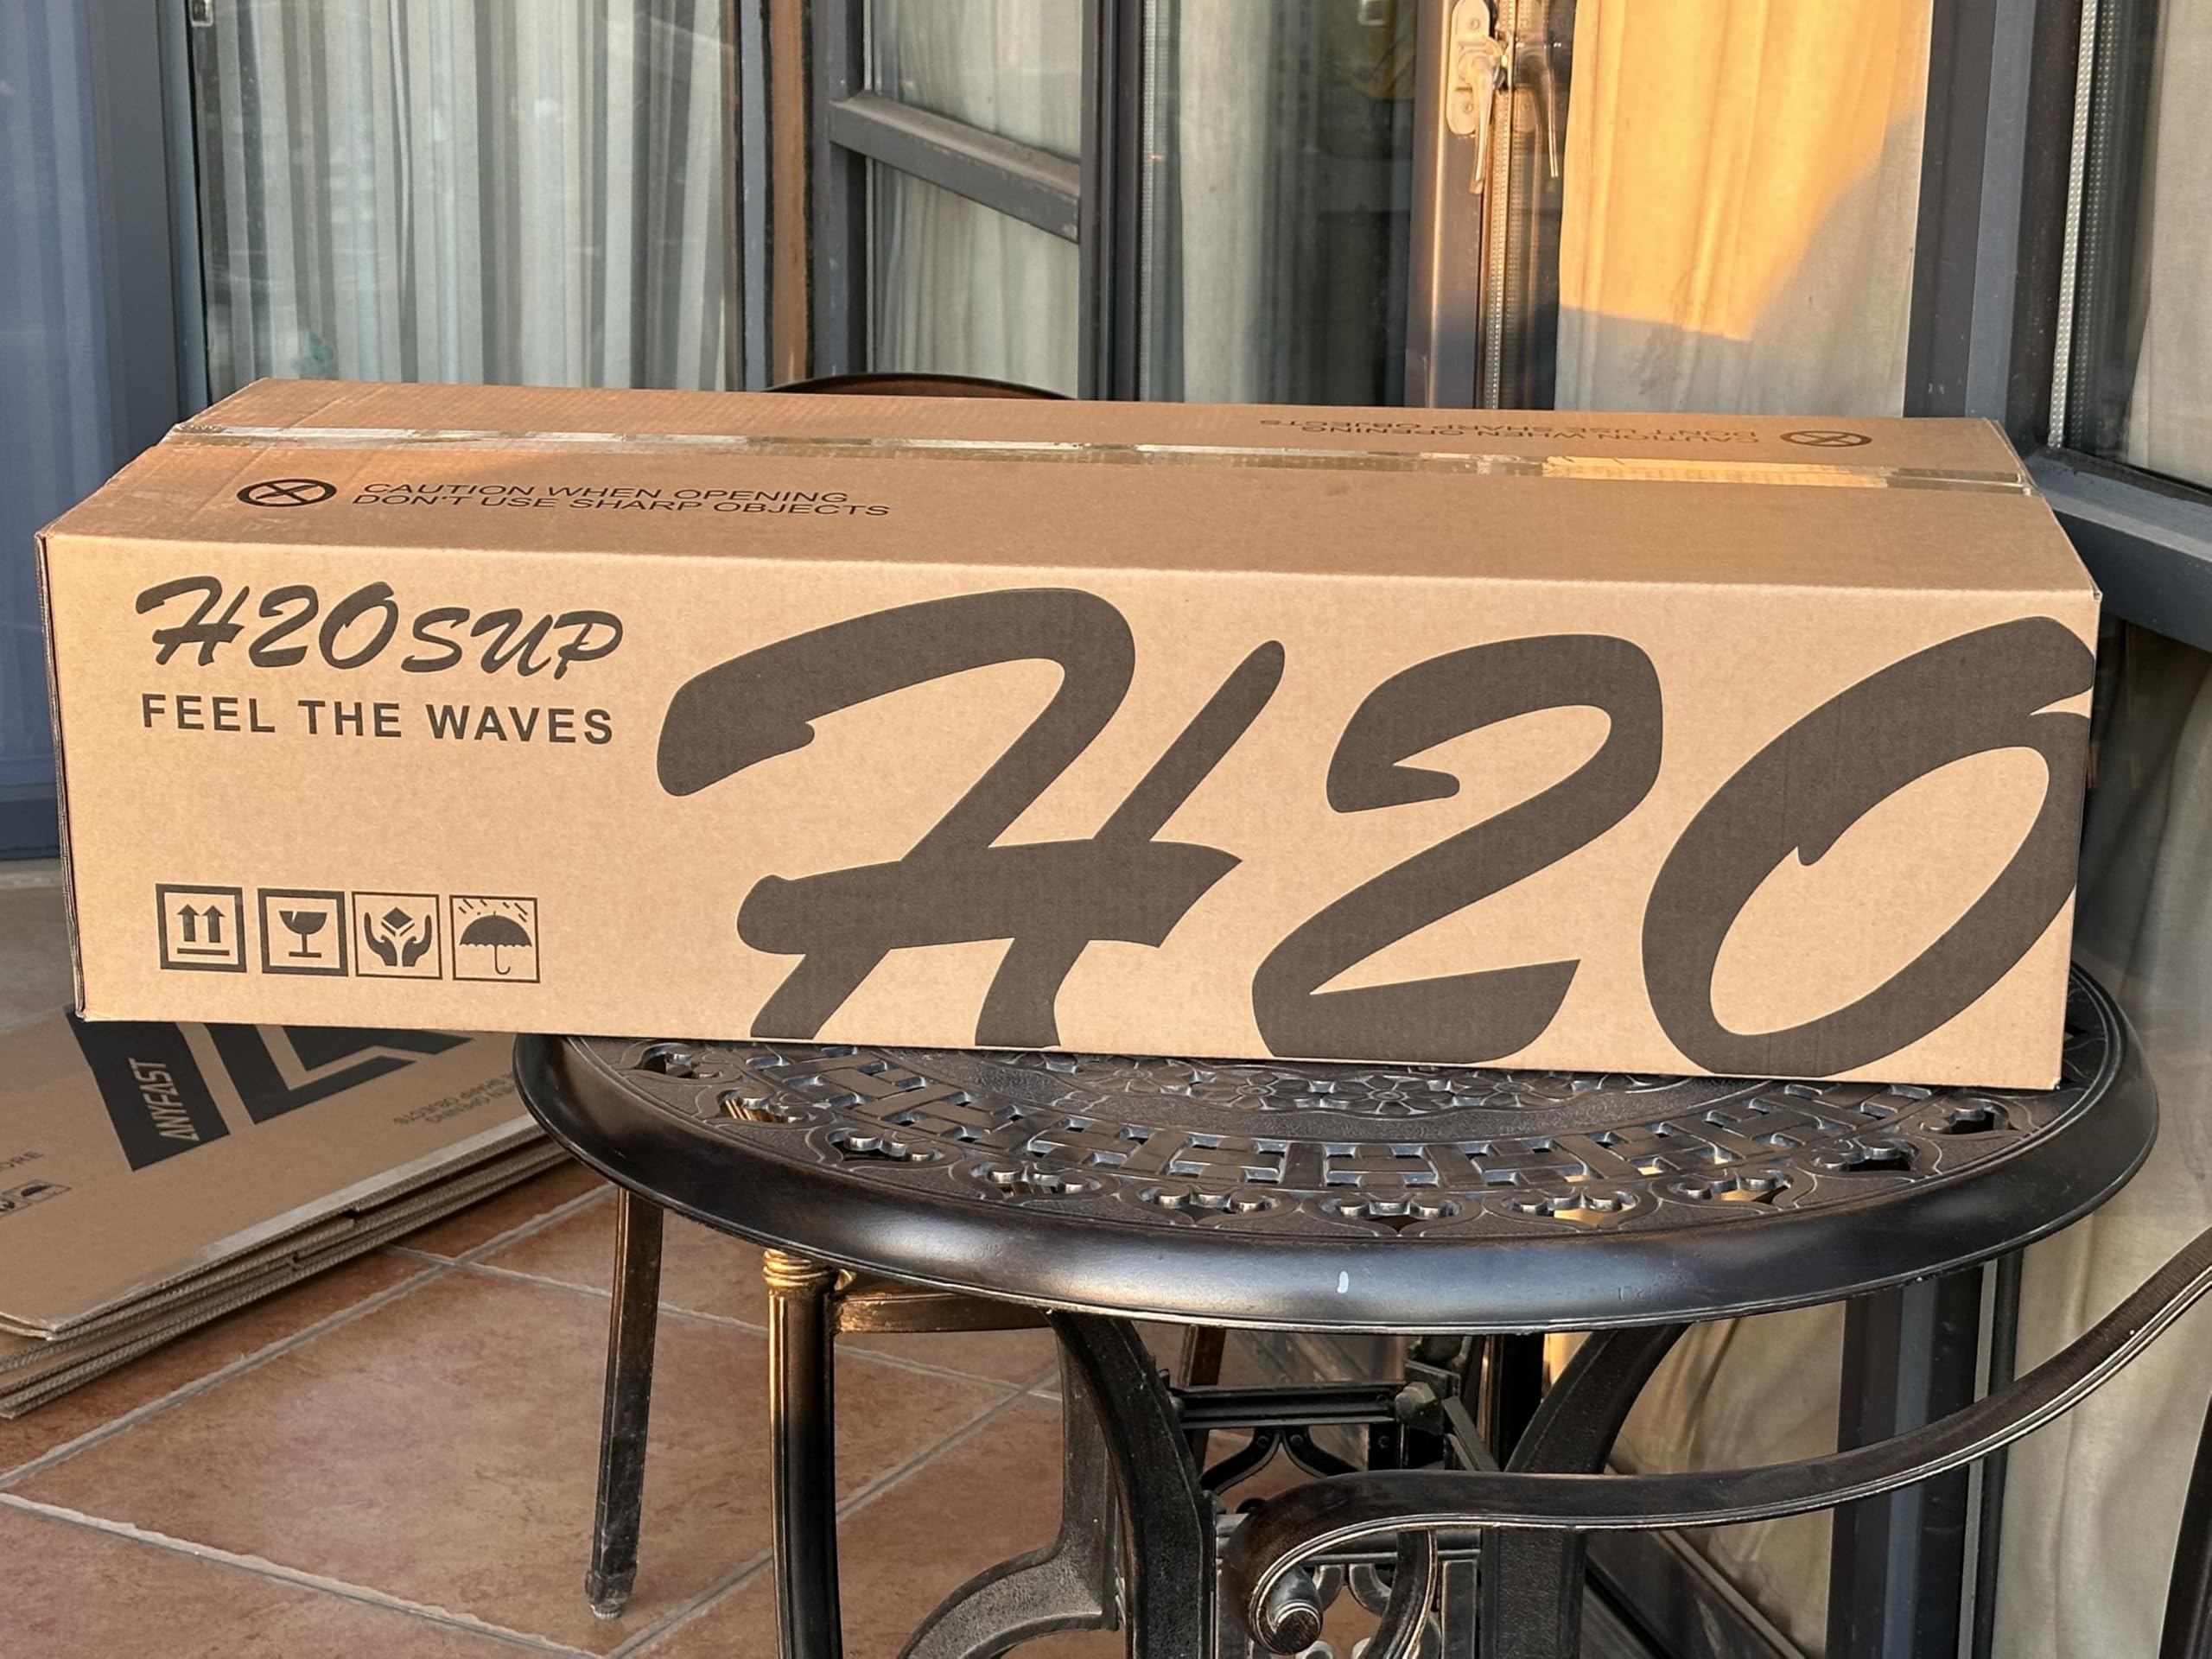 CAUTION WHEN OPENING
DON'T USE SHARP OBJECTS
CAUTION WHEN OPENING
DON'T USE SHARP OBJECTS
H2OSUP
FEEL THE WAVES
H2O
ANYFAST